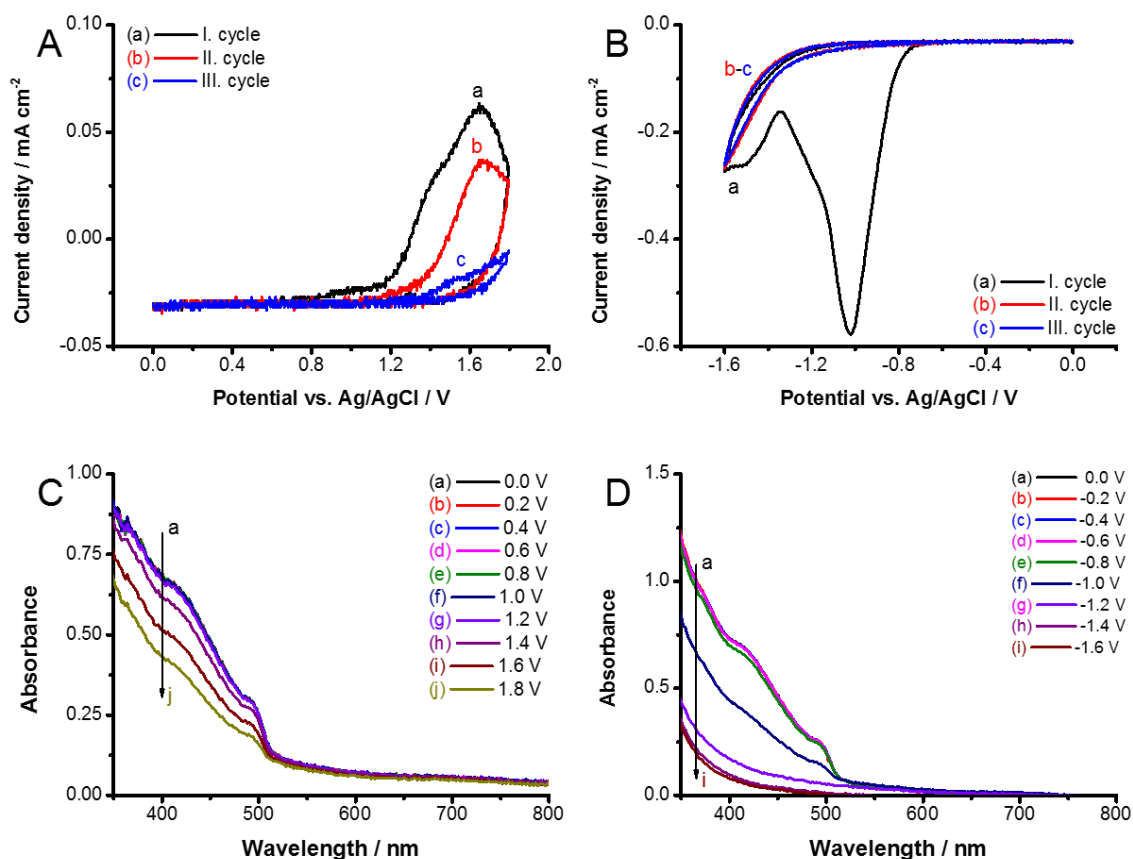 A
(a) I. cycle
(b) II. cycle
(c) III. cycle
a
b
c
0.10
0.05
0.00
-0.05
0.0 0.4 0.8 1.2 1.6 2.0
Current density / mA cm⁻²
Potential vs. Ag/AgCl / V
B
b-c
a
(a) I. cycle
(b) II. cycle
(c) III. cycle
-0.0
-0.2
-0.4
-0.6
-1.6 -1.2 -0.8 -0.4 0.0
Current density / mA cm⁻²
Potential vs. Ag/AgCl / V
C
a
j
(a) 0.0 V
(b) 0.2 V
(c) 0.4 V
(d) 0.6 V
(e) 0.8 V
(f) 1.0 V
(g) 1.2 V
(h) 1.4 V
(i) 1.6 V
(j) 1.8 V
1.00
0.75
0.50
0.25
0.00
400 500 600 700 800
Absorbance
Wavelength / nm
D
a
i
(a) 0.0 V
(b) -0.2 V
(c) -0.4 V
(d) -0.6 V
(e) -0.8 V
(f) -1.0 V
(g) -1.2 V
(h) -1.4 V
(i) -1.6 V
1.5
1.0
0.5
0.0
400 500 600 700 800
Absorbance
Wavelength / nm